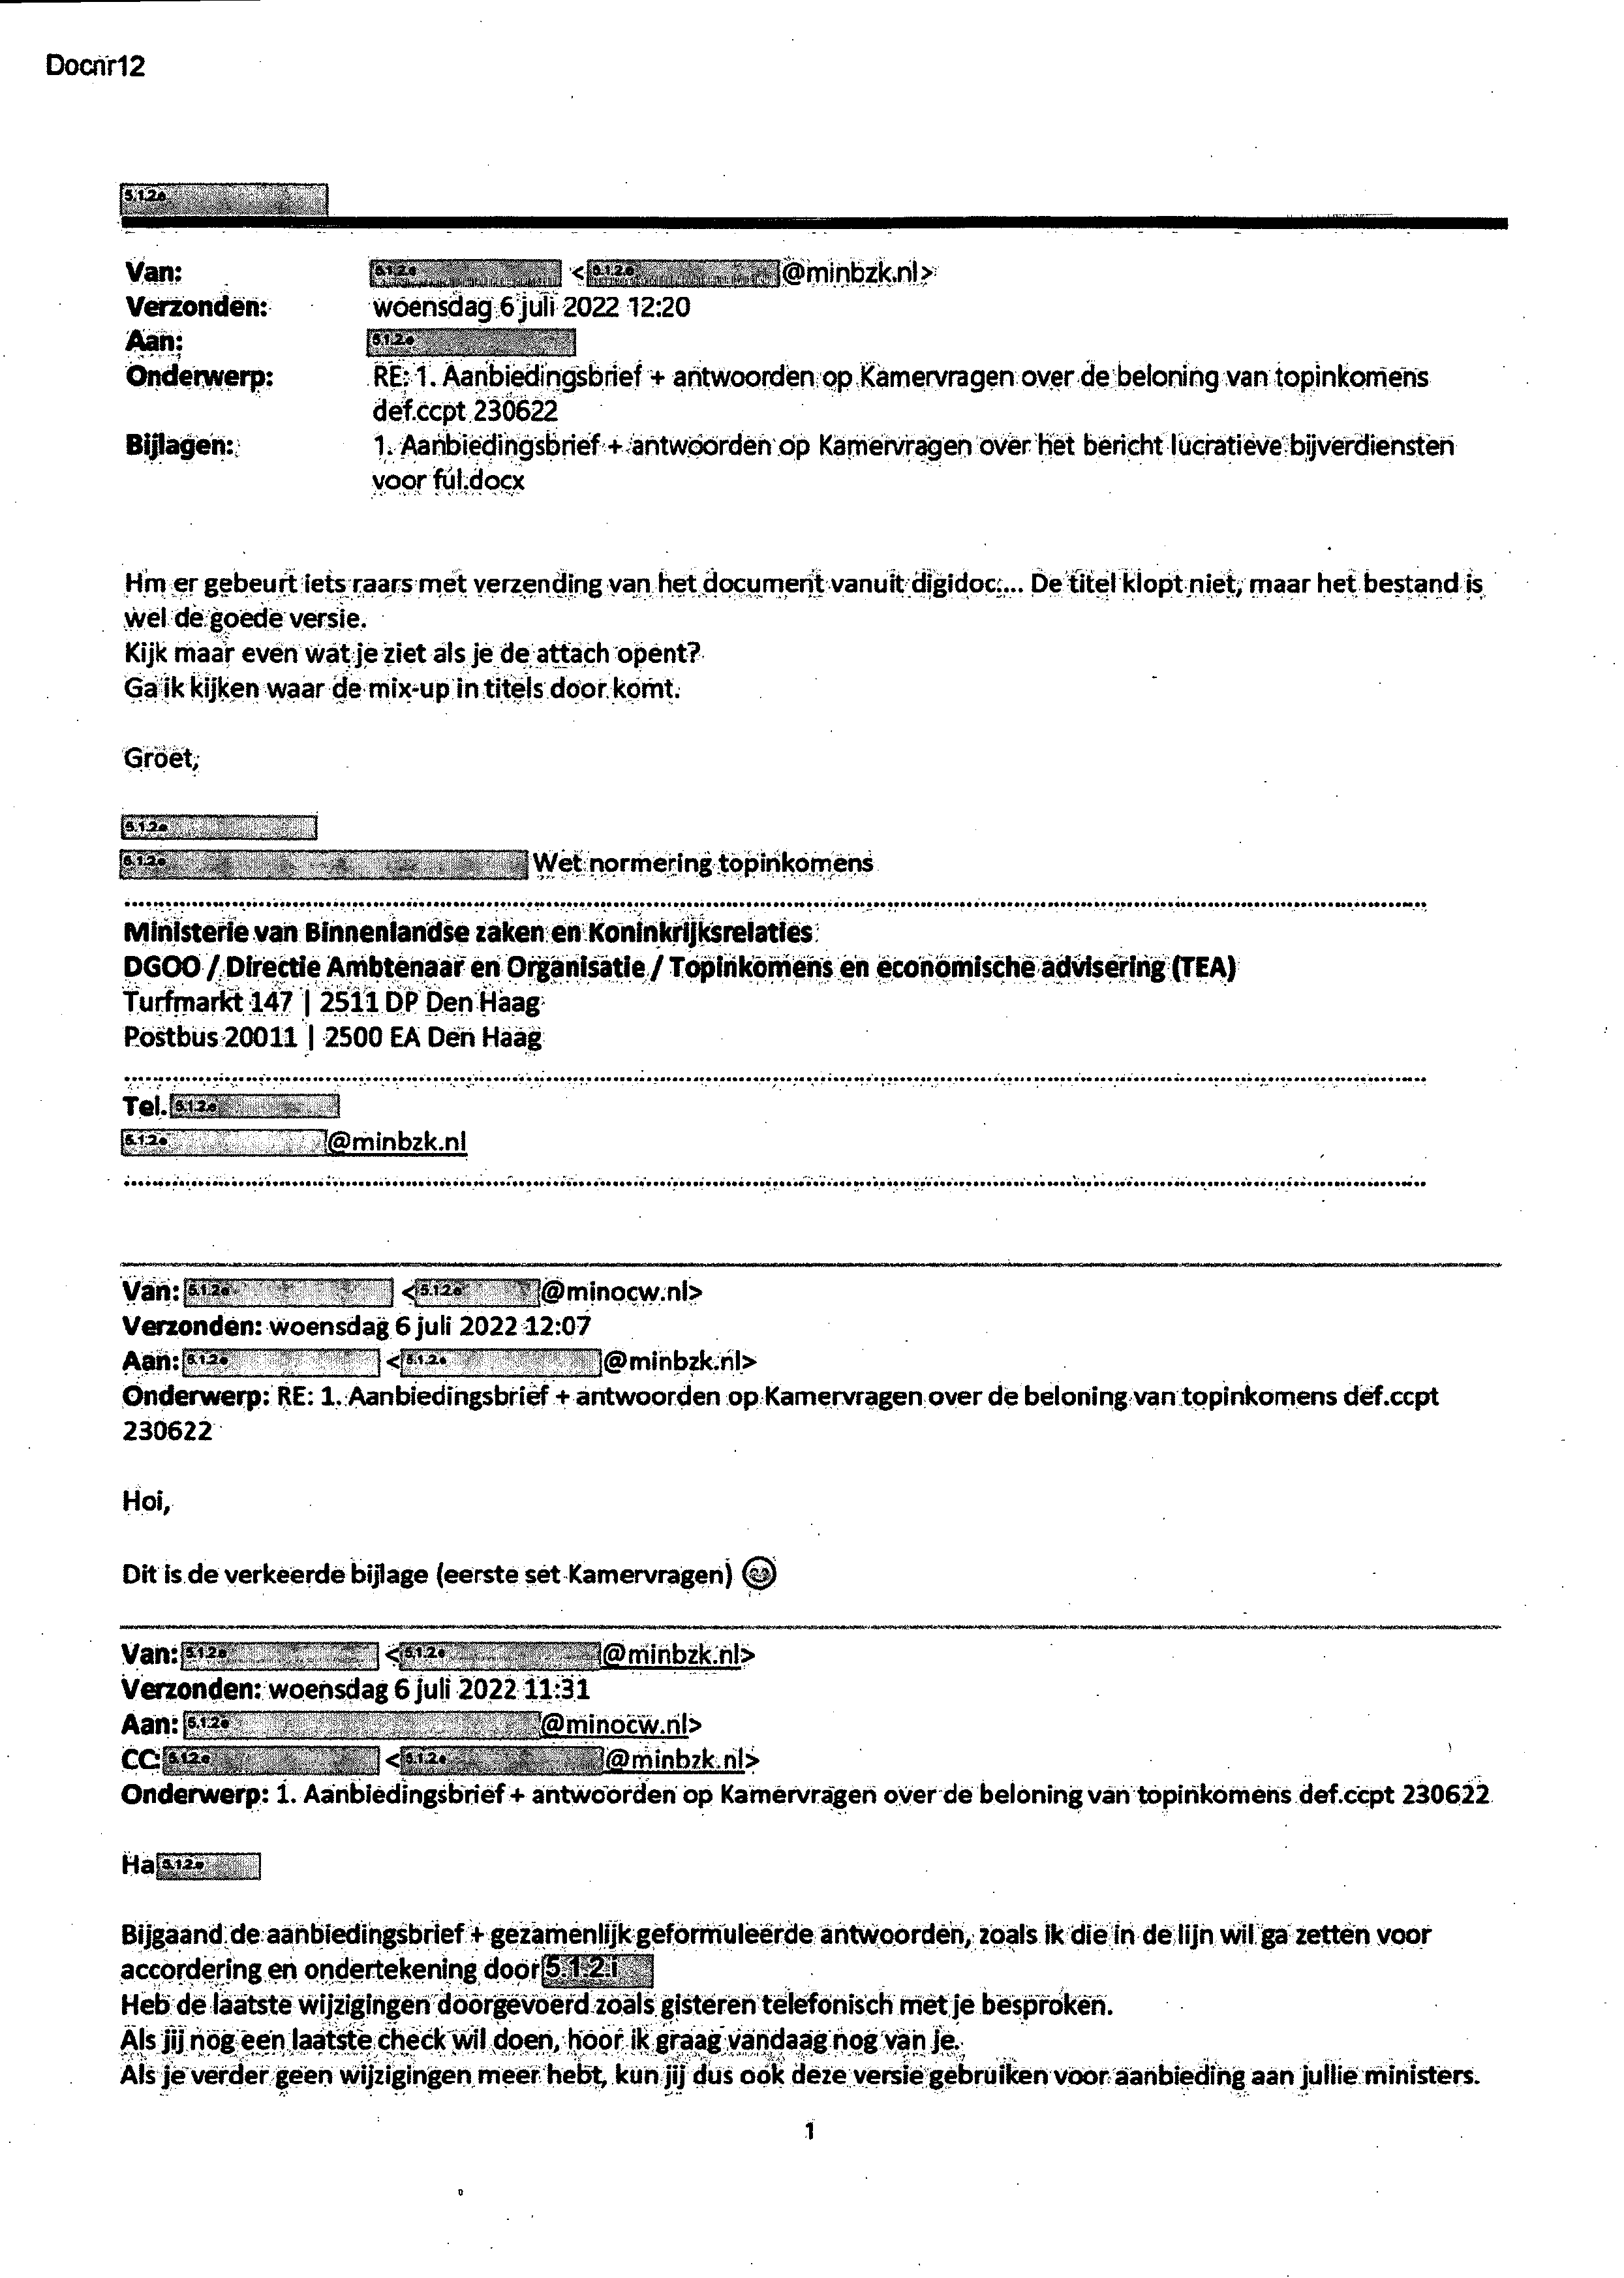 Docnr12
5.1.2e
Van: 5.1.2e <5.1.2e @minbzk.nl>
Verzonden: woensdag 6 juli 2022 12:20
Aan: 5.1.2e
Onderwerp: RE: 1. Aanbiedingsbrief + antwoorden op Kamervragen over de beloning van topinkomens
def.ccpt 230622
Bijlagen: 1. Aanbiedingsbrief + antwoorden op Kamervragen over het bericht lucratieve bijverdiensten
voor ful.docx
Hm er gebeurt iets raars met verzending van het document vanuit digidoc.... De titel klopt niet, maar het bestand is
wel de goede versie.
Kijk maar even wat je ziet als je de attach opent?
Ga ik kijken waar de mix-up in titels door komt.
Groet,
5.1.2e
5.1.2e Wet normering topinkomens
Ministerie van Binnenlandse zaken en Koninkrijksrelaties
DGOO / Directie Ambtenaar en Organisatie / Topinkomens en economische advisering (TEA)
Turfmarkt 147 | 2511 DP Den Haag
Postbus 20011 | 2500 EA Den Haag
Tel. 5.1.2e
5.1.2e @minbzk.nl
Van: 5.1.2e <5.1.2e @minocw.nl>
Verzonden: woensdag 6 juli 2022 12:07
Aan: 5.1.2e <5.1.2e @minbzk.nl>
Onderwerp: RE: 1. Aanbiedingsbrief + antwoorden op Kamervragen over de beloning van topinkomens def.ccpt
230622
Hoi,
Dit is de verkeerde bijlage (eerste set Kamervragen) 😊
Van: 5.1.2e <5.1.2e @minbzk.nl>
Verzonden: woensdag 6 juli 2022 11:31
Aan: 5.1.2e @minocw.nl>
CC: 5.1.2e <5.1.2e @minbzk.nl>
Onderwerp: 1. Aanbiedingsbrief + antwoorden op Kamervragen over de beloning van topinkomens def.ccpt 230622
Ha 5.1.2e
Bijgaand de aanbiedingsbrief + gezamenlijk geformuleerde antwoorden, zoals ik die in de lijn wil ga zetten voor
accordering en ondertekening door 5.1.2.i
Heb de laatste wijzigingen doorgevoerd zoals gisteren telefonisch met je besproken.
Als jij nog een laatste check wil doen, hoor ik graag vandaag nog van je.
Als je verder geen wijzigingen meer hebt, kun jij dus ook deze versie gebruiken voor aanbieding aan jullie ministers.
1